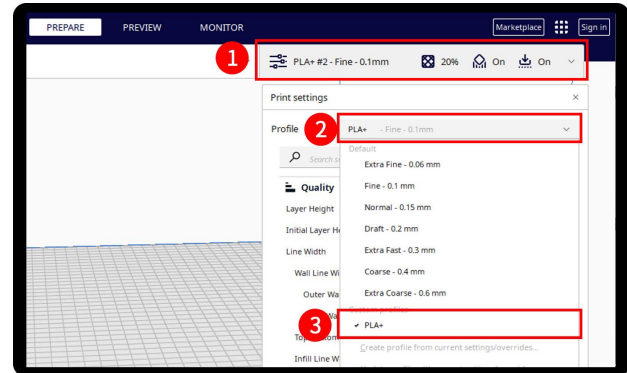 PREPARE PREVIEW MONITOR Marketplace Sign in
1 PLA+ #2 - Fine - 0.1mm 20% On On
Print settings ×
Profile 2 PLA+ - Fine - 0.1mm
Search
Default
Extra Fine - 0.06 mm
Quality
Fine - 0.1 mm
Layer Height
Normal - 0.15 mm
Initial Layer
Draft - 0.2 mm
Line Width
Extra Fast - 0.3 mm
Wall Line Wi
Coarse - 0.4 mm
Outer Wa
Extra Coarse - 0.6 mm
Custom profiles
3 PLA+
Create profile from current settings/overrides...
Infill Line W